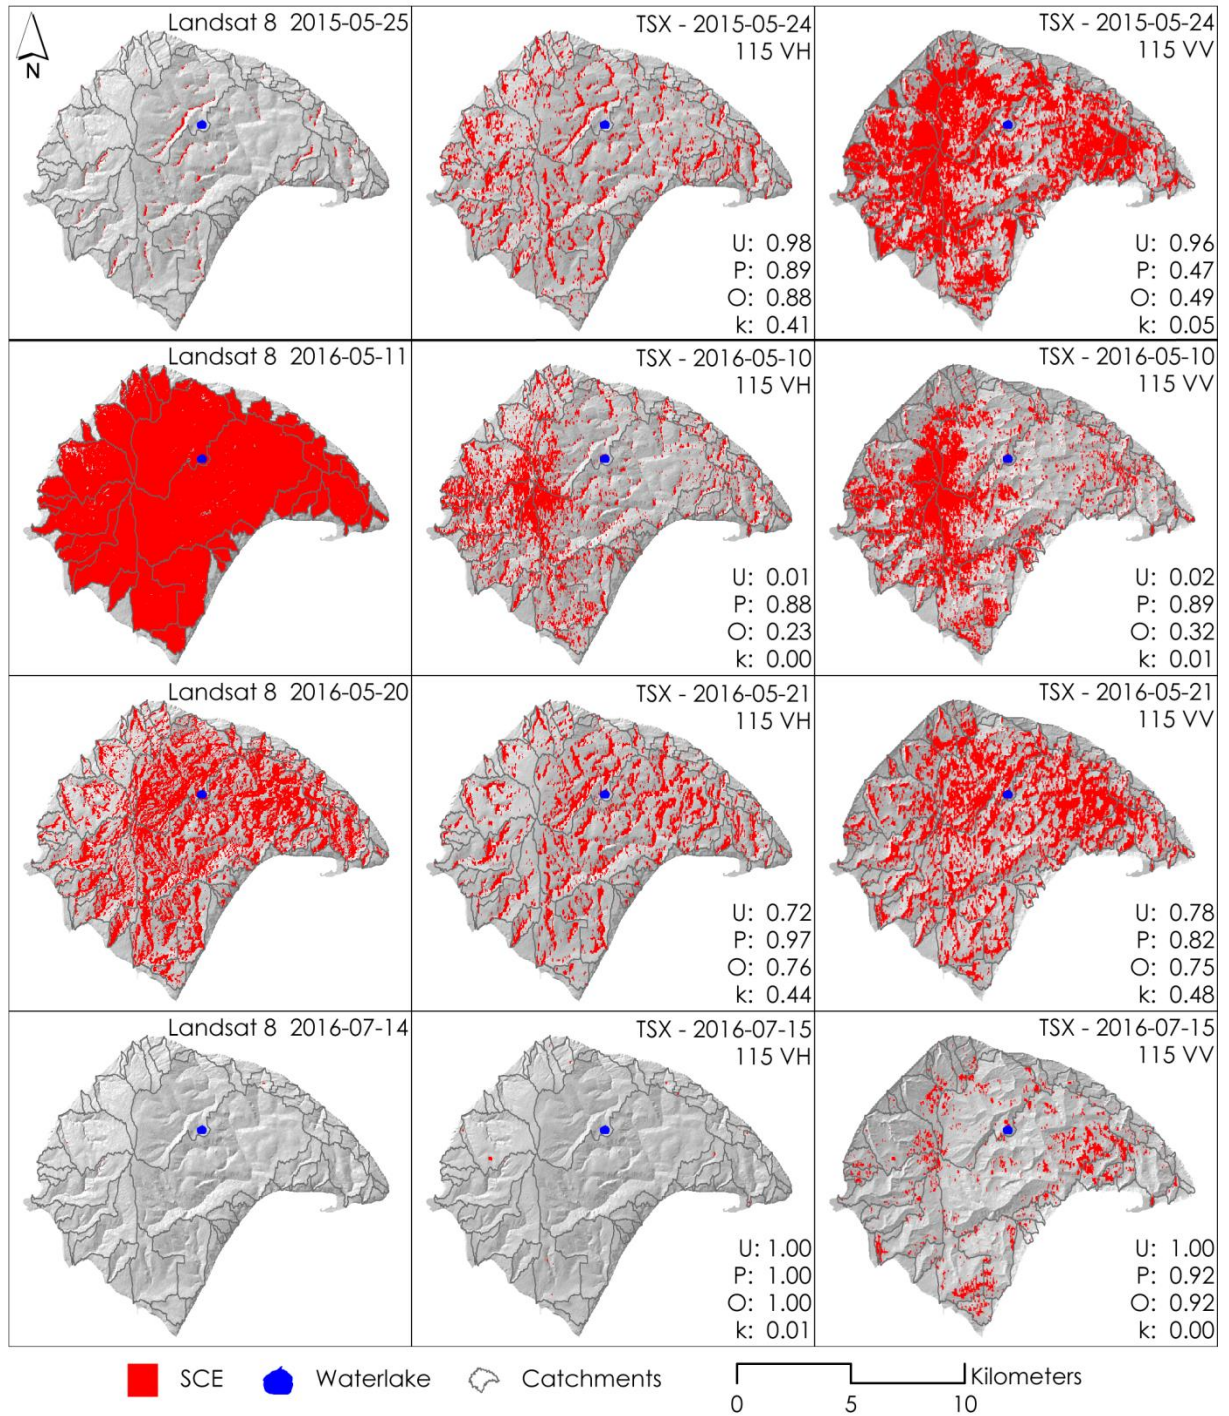 Landsat 8 2015-05-25
N
TSX - 2015-05-24
115 VH
U: 0.98
P: 0.89
O: 0.88
k: 0.41
TSX - 2015-05-24
115 VV
U: 0.96
P: 0.47
O: 0.49
k: 0.05
Landsat 8 2016-05-11
TSX - 2016-05-10
115 VH
U: 0.01
P: 0.88
O: 0.23
k: 0.00
TSX - 2016-05-10
115 VV
U: 0.02
P: 0.89
O: 0.32
k: 0.01
Landsat 8 2016-05-20
TSX - 2016-05-21
115 VH
U: 0.72
P: 0.97
O: 0.76
k: 0.44
TSX - 2016-05-21
115 VV
U: 0.78
P: 0.82
O: 0.75
k: 0.48
Landsat 8 2016-07-14
TSX - 2016-07-15
115 VH
U: 1.00
P: 1.00
O: 1.00
k: 0.01
TSX - 2016-07-15
115 VV
U: 1.00
P: 0.92
O: 0.92
k: 0.00
SCE
Waterlake
Catchments
Kilometers
0 5 10